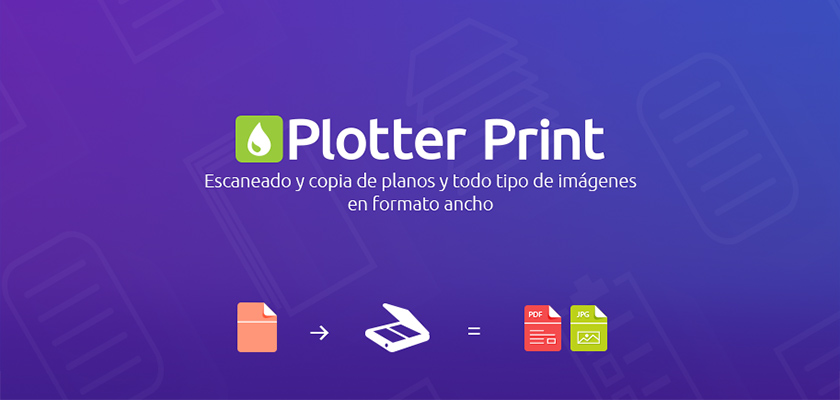 Plotter Print
Escaneado y copia de planos y todo tipo de imágenes
en formato ancho
=
PDF
JPG